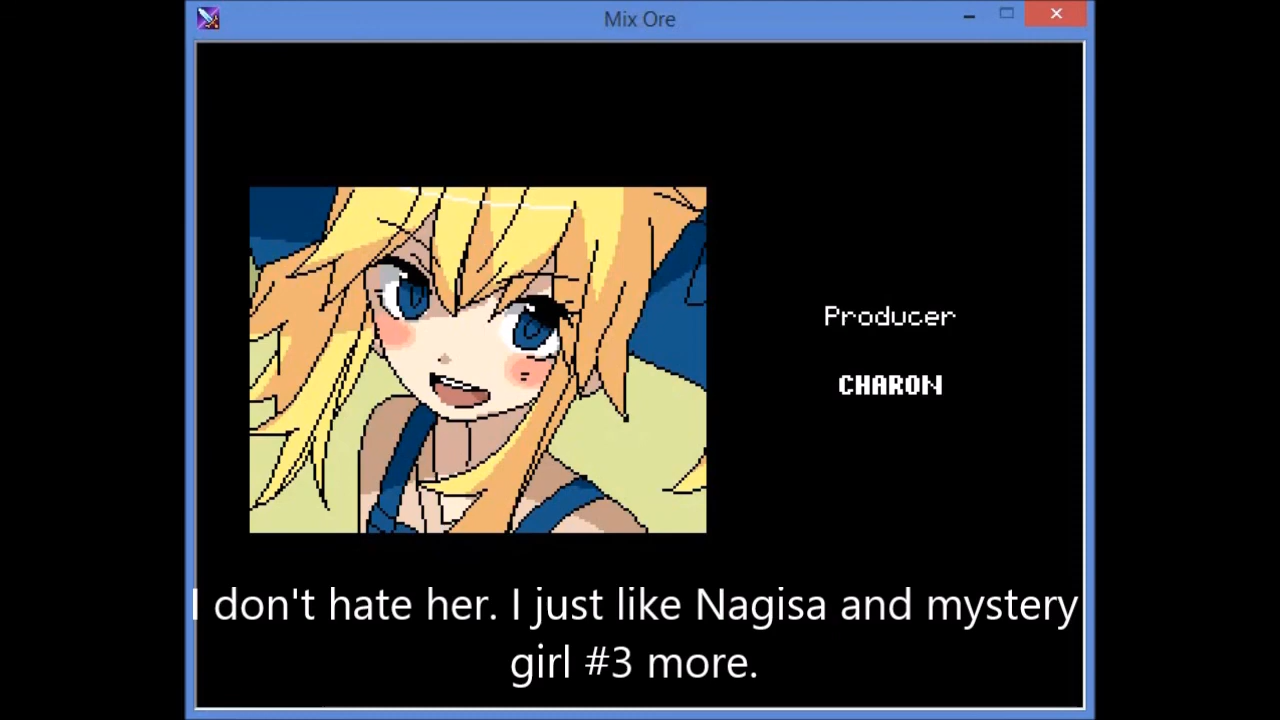 Mix Ore
Producer
CHARON
I don't hate her. I just like Nagisa and mystery
girl #3 more.